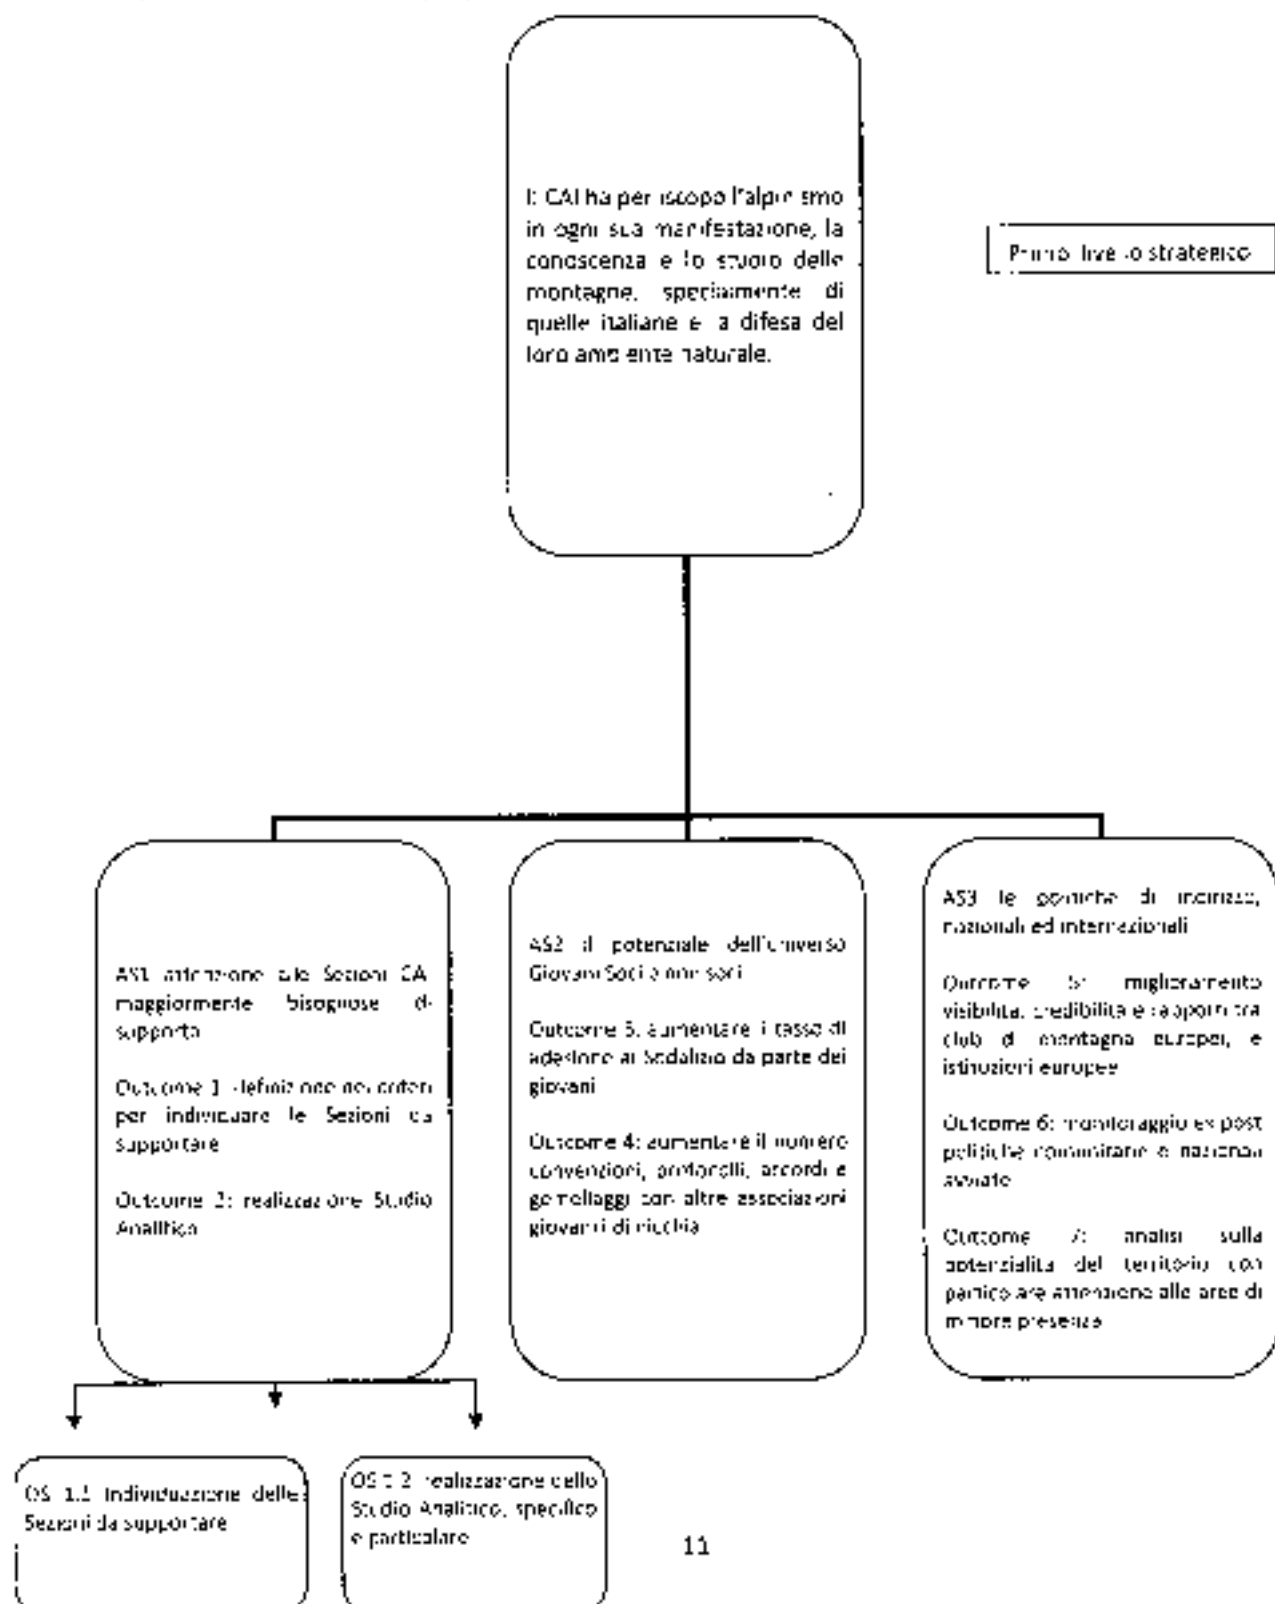 Il CAI ha per iscopo l'alpinismo
in ogni sua manifestazione, la
conoscenza e lo studio delle
montagne, specialmente di
quelle italiane e la difesa del
loro ambiente naturale.
Primo livello strategico
AS1 attenzione alle Sezioni CAI
maggiormente bisognose di
supporto
Outcome 1 definizione dei criteri
per individuare le Sezioni da
supportare
Outcome 2: realizzazione Studio
Analitico
AS2 il potenziale dell'universo
Giovani Soci e non soci
Outcome 3: aumentare il tasso di
adesione al Sodalizio da parte dei
giovani
Outcome 4: aumentare il numero
convenzioni, protocolli, accordi e
gemellaggi con altre associazioni
giovanili di nicchia
AS3 le politiche di indirizzo,
nazionali ed internazionali
Outcome 5: miglioramento
visibilità, credibilità e rapporti tra
club di montagna europei, e
istituzioni europee
Outcome 6: monitoraggio ex post
politiche comunitarie e nazionali
avviate
Outcome 7: analisi sulla
potenzialità del territorio con
particolare attenzione alle aree di
minore presenza
OS 1.1 Individuazione delle
Sezioni da supportare
OS 1.2 realizzazione dello
Studio Analitico, specifico
e particolare
11